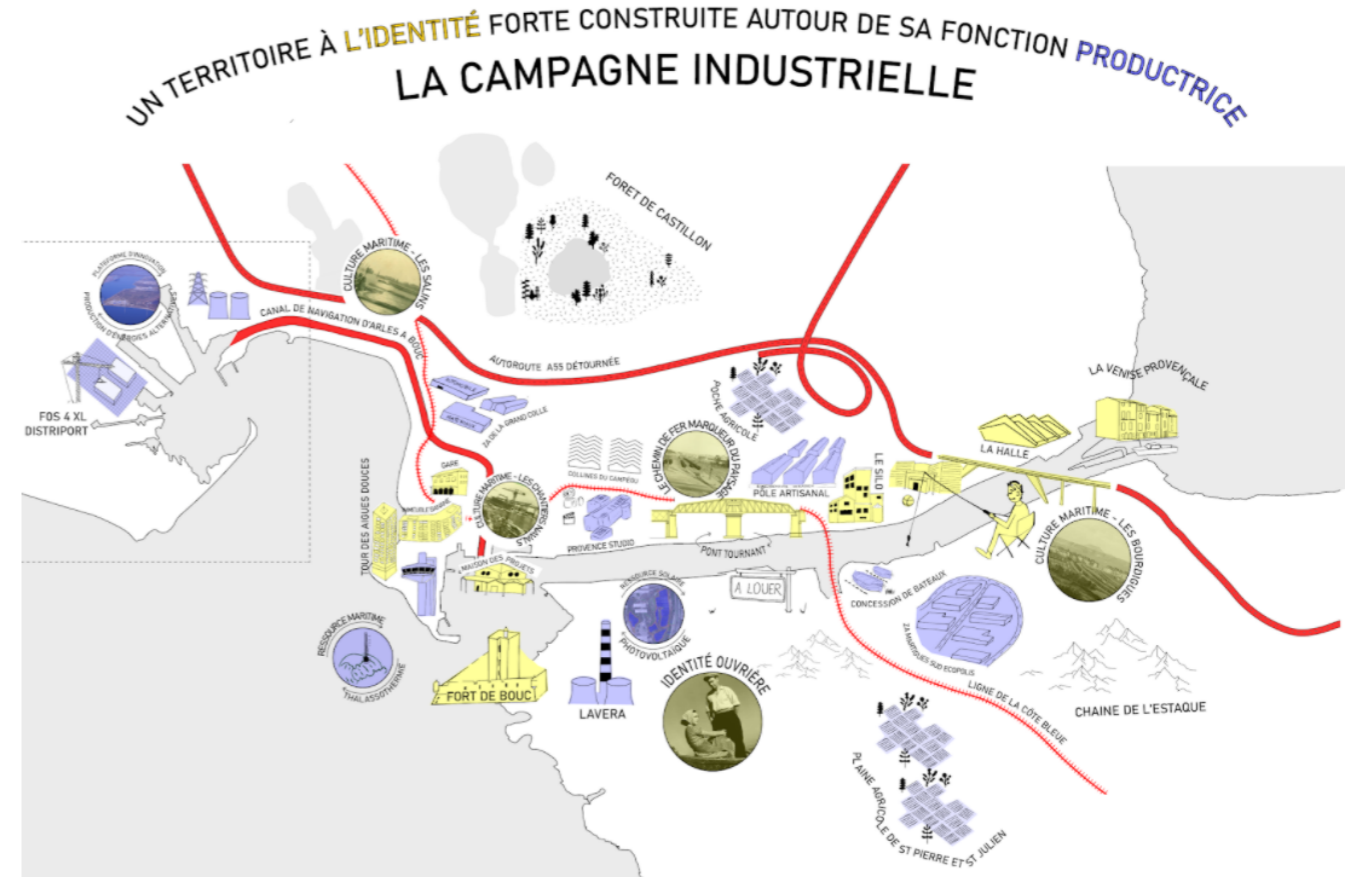 UN TERRITOIRE À L'IDENTITÉ FORTE CONSTRUITE AUTOUR DE SA FONCTION PRODUCTRICE
LA CAMPAGNE INDUSTRIELLE
FORET DE CASTILLON
CULTURE MARITIME - LES SALINS
PLATEFORME D'INNOVATION
PRODUCTION D'ÉNERGIES
CANAL DE NAVIGATION D'ARLES A BOUC
AUTOROUTE A55 DÉTOURNÉE
LA VENISE PROVENÇALE
FOS 4 XL
DISTRIPORT
AUTOMOBILE
ZA DE LA GRAND COLLE
POCHE AGRICOLE
LE CHEMIN DE FER MARQUEUR DU PAYSAGE
LA HALLE
GARE
COLLINES DU CAMPEOU
PÔLE ARTISANAL
LE SILO
TOUR DES AIGUES DOUCES
CULTURE MARITIME - LES CHANTIERS NAVALS
PROVENCE STUDIO
PONT TOURNANT
CULTURE MARITIME - LES BOURDIGUES
MAISON DES PROJETS
A LOUER
CONCESSION DE BATEAUX
RESSOURCE SOLAIRE
PHOTOVOLTAÏQUE
ZA MARTIGUES SUD ECOPOLIS
RESSOURCE MARITIME
THALASSOTHERMIE
FORT DE BOUC
LAVERA
IDENTITÉ OUVRIÈRE
LIGNE DE LA CÔTE BLEUE
CHAINE DE L'ESTAQUE
PLAINE AGRICOLE DE ST PIERRE ET ST JULIEN